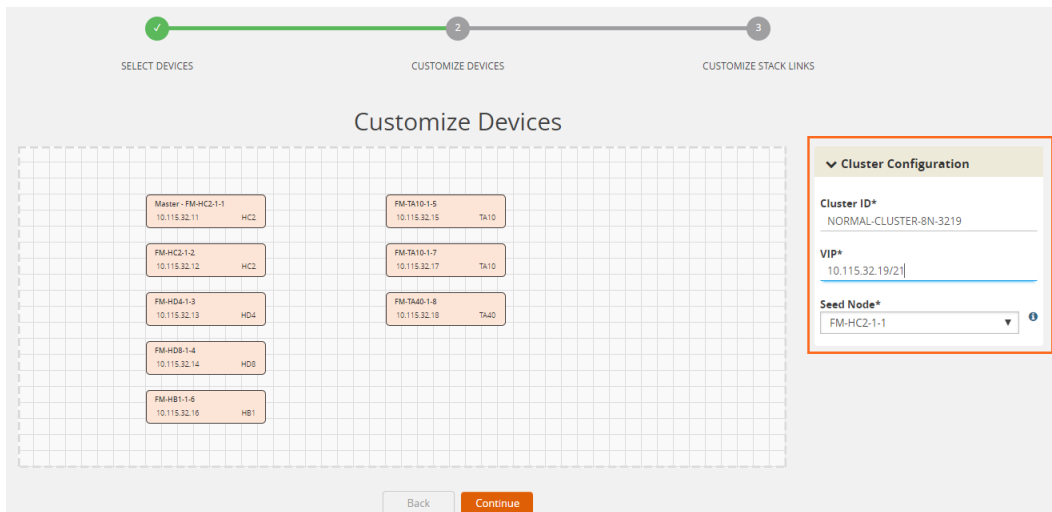 ✓ 2 3
SELECT DEVICES CUSTOMIZE DEVICES CUSTOMIZE STACK LINKS
Customize Devices
Master - FM-HC2-1-1
10.115.32.11 HC2
FM-HC2-1-2
10.115.32.12 HC2
FM-HD4-1-3
10.115.32.13 HD4
FM-HD8-1-4
10.115.32.14 HD8
FM-HB1-1-6
10.115.32.16 HB1
FM-TA10-1-5
10.115.32.15 TA10
FM-TA10-1-7
10.115.32.17 TA10
FM-TA40-1-8
10.115.32.18 TA40
Cluster Configuration
Cluster ID*
NORMAL-CLUSTER-8N-3219
VIP*
10.115.32.19/21
Seed Node*
FM-HC2-1-1
Back Continue